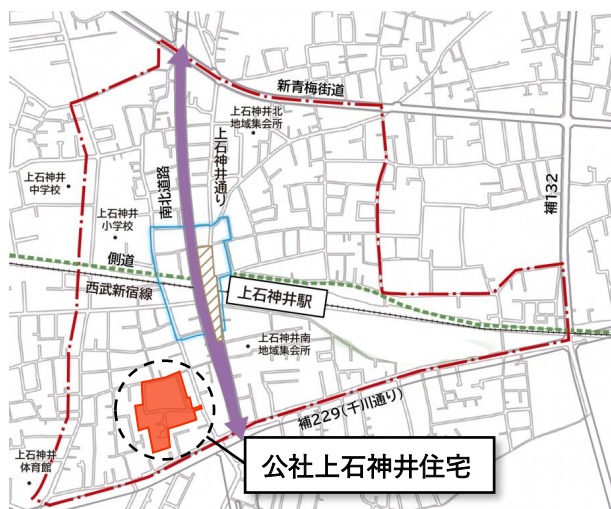 新青梅街道
上石神井北
地域集会所
上石神井通り
南北道路
上石神井
中学校
上石神井
小学校
補132
側道
西武新宿線
上石神井駅
上石神井南
地域集会所
補229(千川通り)
公社上石神井住宅
上石神井
体育館